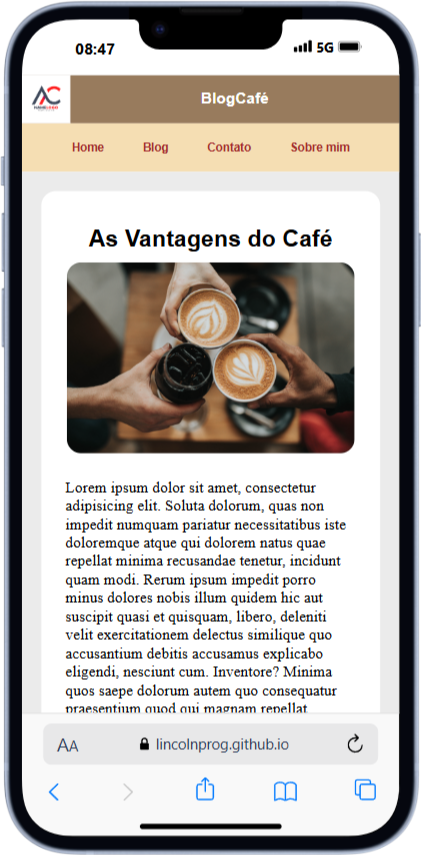 08:47 5G
AC
BlogCafé
Home Blog Contato Sobre mim
As Vantagens do Café
Lorem ipsum dolor sit amet, consectetur
adipisicing elit. Soluta dolorum, quas non
impedit numquam pariatur necessitatibus iste
doloremque atque qui dolorem natus quae
repellat minima recusandae tenetur, incidunt
quam modi. Rerum ipsum impedit porro
minus dolores nobis illum quidem hic aut
suscipit quasi et quisquam, libero, deleniti
velit exercitationem delectus similique quo
accusantium debitis accusamus explicabo
eligendi, nesciunt cum. Inventore? Minima
quos saepe dolorum autem quo consequatur
praesentium quod qui magnam repellat
AA lincolnprog.github.io